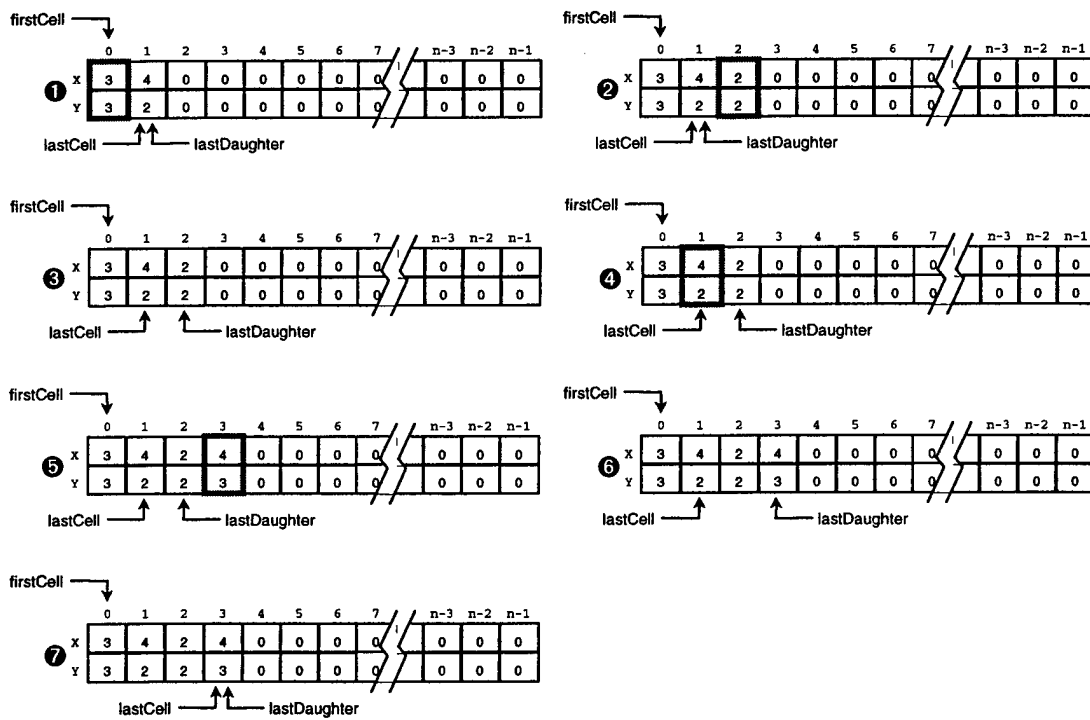 firstCell
0 1 2 3 4 5 6 7 n-3 n-2 n-1
❶
X 3 4 0 0 0 0 0 0 0 0 0
Y 3 2 0 0 0 0 0 0 0 0 0
lastCell lastDaughter
firstCell
0 1 2 3 4 5 6 7 n-3 n-2 n-1
❷
X 3 4 2 0 0 0 0 0 0 0 0
Y 3 2 2 0 0 0 0 0 0 0 0
lastCell lastDaughter
firstCell
0 1 2 3 4 5 6 7 n-3 n-2 n-1
❸
X 3 4 2 0 0 0 0 0 0 0 0
Y 3 2 2 0 0 0 0 0 0 0 0
lastCell lastDaughter
firstCell
0 1 2 3 4 5 6 7 n-3 n-2 n-1
❹
X 3 4 2 0 0 0 0 0 0 0 0
Y 3 2 2 0 0 0 0 0 0 0 0
lastCell lastDaughter
firstCell
0 1 2 3 4 5 6 7 n-3 n-2 n-1
❺
X 3 4 2 4 0 0 0 0 0 0 0
Y 3 2 2 3 0 0 0 0 0 0 0
lastCell lastDaughter
firstCell
0 1 2 3 4 5 6 7 n-3 n-2 n-1
❻
X 3 4 2 4 0 0 0 0 0 0 0
Y 3 2 2 3 0 0 0 0 0 0 0
lastCell lastDaughter
firstCell
0 1 2 3 4 5 6 7 n-3 n-2 n-1
❼
X 3 4 2 4 0 0 0 0 0 0 0
Y 3 2 2 3 0 0 0 0 0 0 0
lastCell lastDaughter